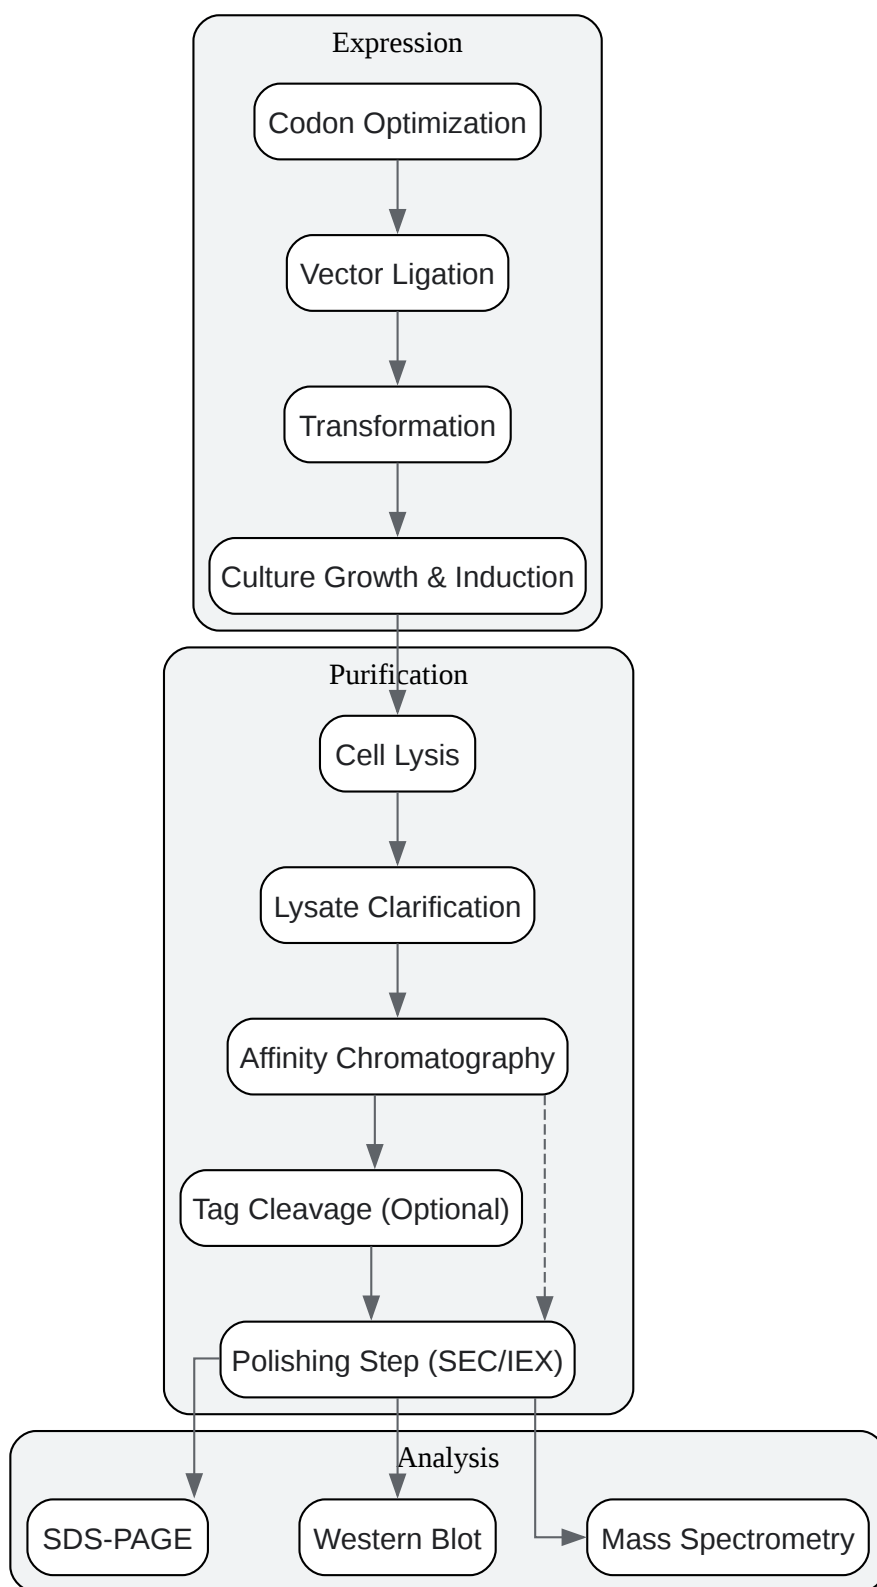 Expression
Codon Optimization
Vector Ligation
Transformation
Culture Growth & Induction
Purification
Cell Lysis
Lysate Clarification
Affinity Chromatography
Tag Cleavage (Optional)
Polishing Step (SEC/IEX)
Analysis
SDS-PAGE
Western Blot
Mass Spectrometry